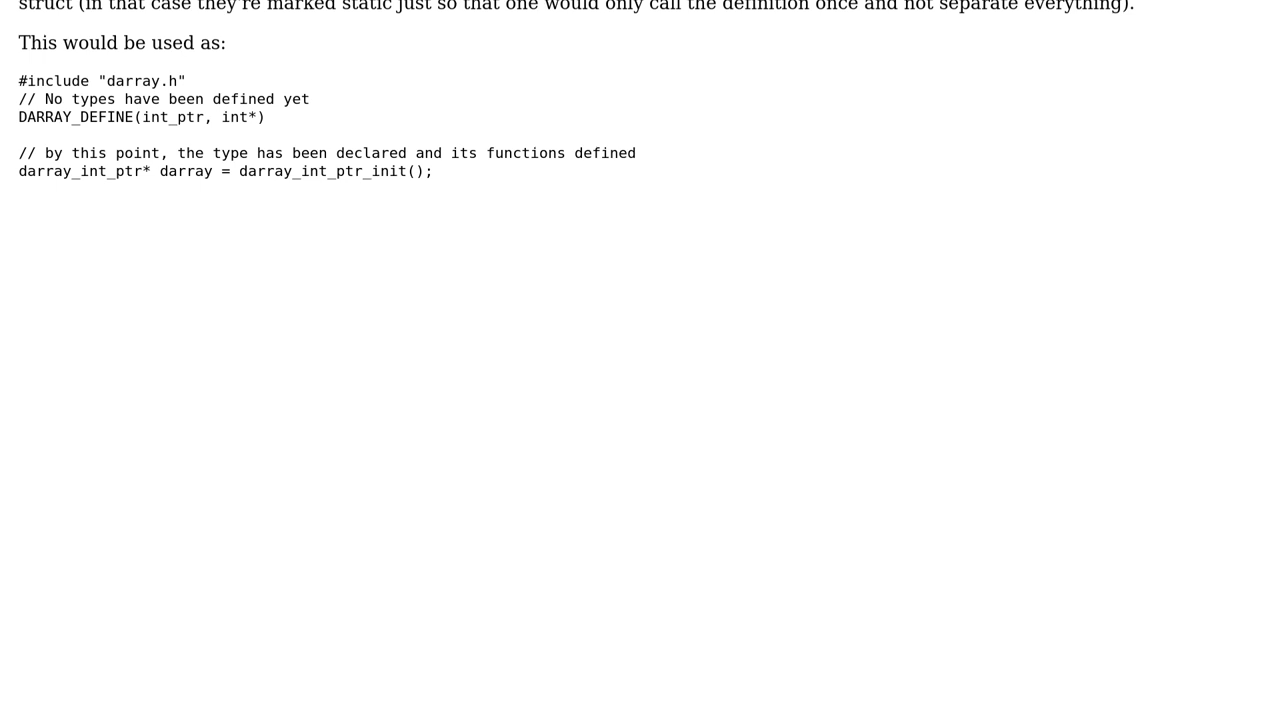 struct (in that case they're marked static just so that one would only call the definition once and not separate everything).
This would be used as:
#include "darray.h"
// No types have been defined yet
DARRAY_DEFINE(int_ptr, int*)
// by this point, the type has been declared and its functions defined
darray_int_ptr* darray = darray_int_ptr_init();